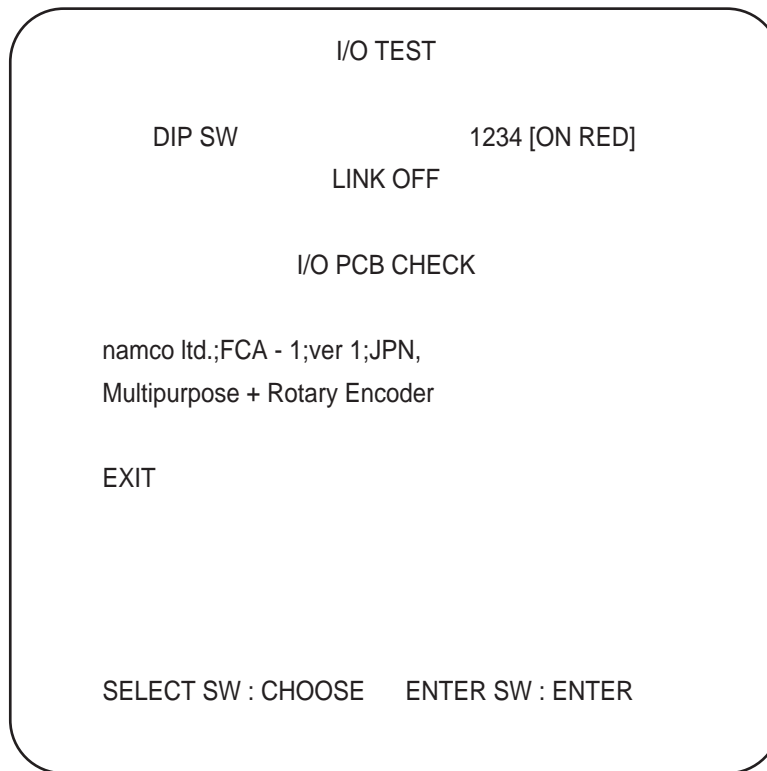 I/O TEST
DIP SW 1234 [ON RED]
LINK OFF
I/O PCB CHECK
namco ltd.;FCA - 1;ver 1;JPN,
Multipurpose + Rotary Encoder
EXIT
SELECT SW : CHOOSE ENTER SW : ENTER